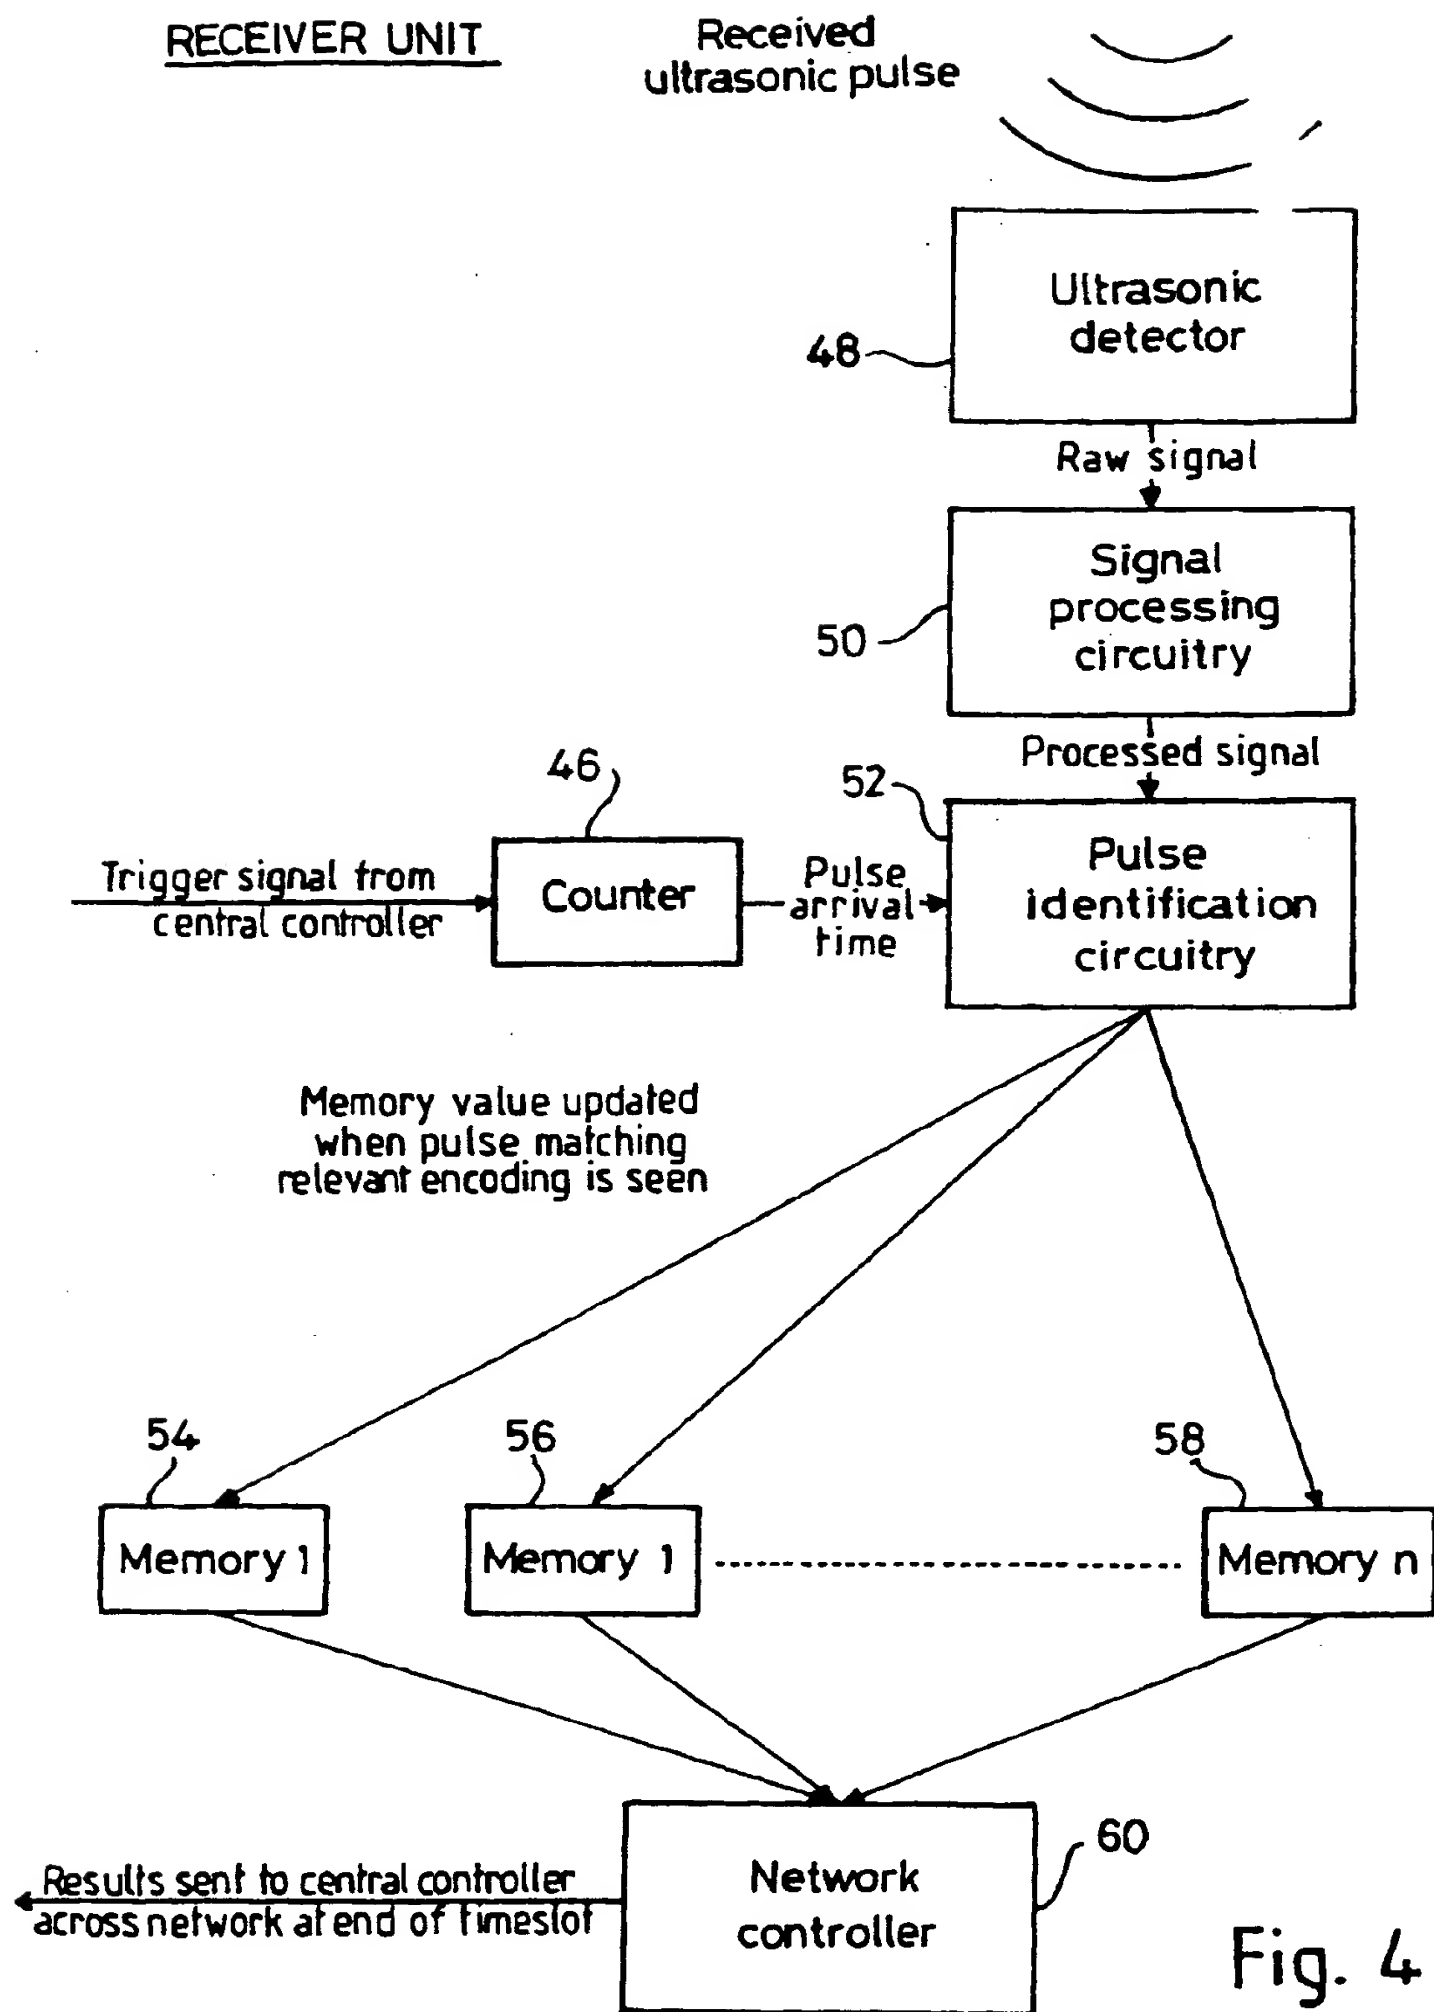 RECEIVER UNIT
Received
ultrasonic pulse
Ultrasonic
detector
48
Raw signal
Signal
processing
circuitry
50
Processed signal
46
52
Trigger signal from
central controller
Counter
Pulse
arrival
time
Pulse
identification
circuitry
Memory value updated
when pulse matching
relevant encoding is seen
54
56
58
Memory 1
Memory 1
Memory n
60
Network
controller
Results sent to central controller
across network at end of timeslot
Fig. 4